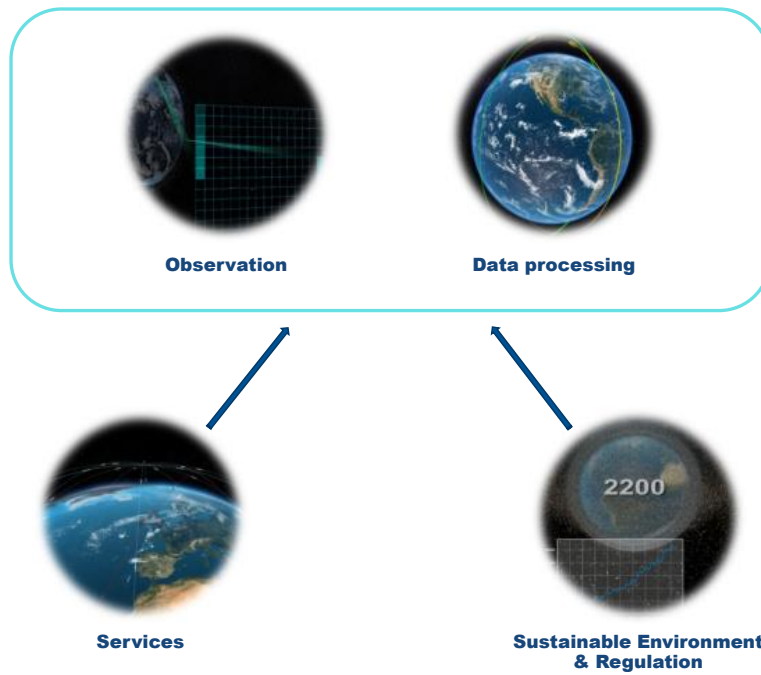 Observation
Data processing
2200
Services
Sustainable Environment
& Regulation